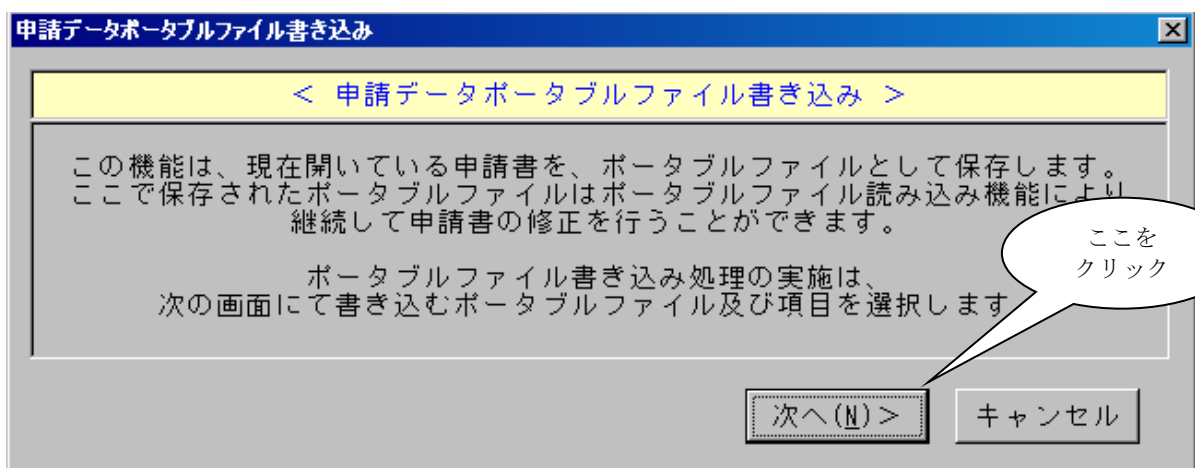 申請データポータブルファイル書き込み
< 申請データポータブルファイル書き込み >
この機能は、現在開いている申請書を、ポータブルファイルとして保存します。
ここで保存されたポータブルファイルはポータブルファイル読み込み機能により
継続して申請書の修正を行うことができます。
ここを
クリック
ポータブルファイル書き込み処理の実施は、
次の画面にて書き込むポータブルファイル及び項目を選択します
次へ(N)>
キャンセル